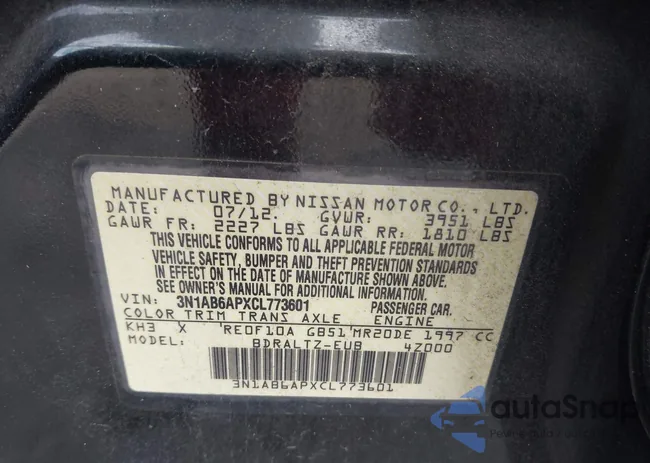 MANUFACTURED BY NISSAN MOTOR CO., LTD.
DATE: 07/12. GVWR: 3951 LBS
GAWR FR: 2227 LBS GAWR RR: 1810 LBS
THIS VEHICLE CONFORMS TO ALL APPLICABLE FEDERAL MOTOR
VEHICLE SAFETY, BUMPER AND THEFT PREVENTION STANDARDS
IN EFFECT ON THE DATE OF MANUFACTURE SHOWN ABOVE.
SEE OWNER'S MANUAL FOR ADDITIONAL INFORMATION.
VIN: 3N1AB6APXCL773601 PASSENGER CAR.
COLOR TRIM TRANS AXLE ENGINE
KH3 X 'RE0F10A GB51'MR20DE 1997 CC
MODEL: BDRALTZ-EUB 4Z000
3N1AB6APXCL773601
autoSnap